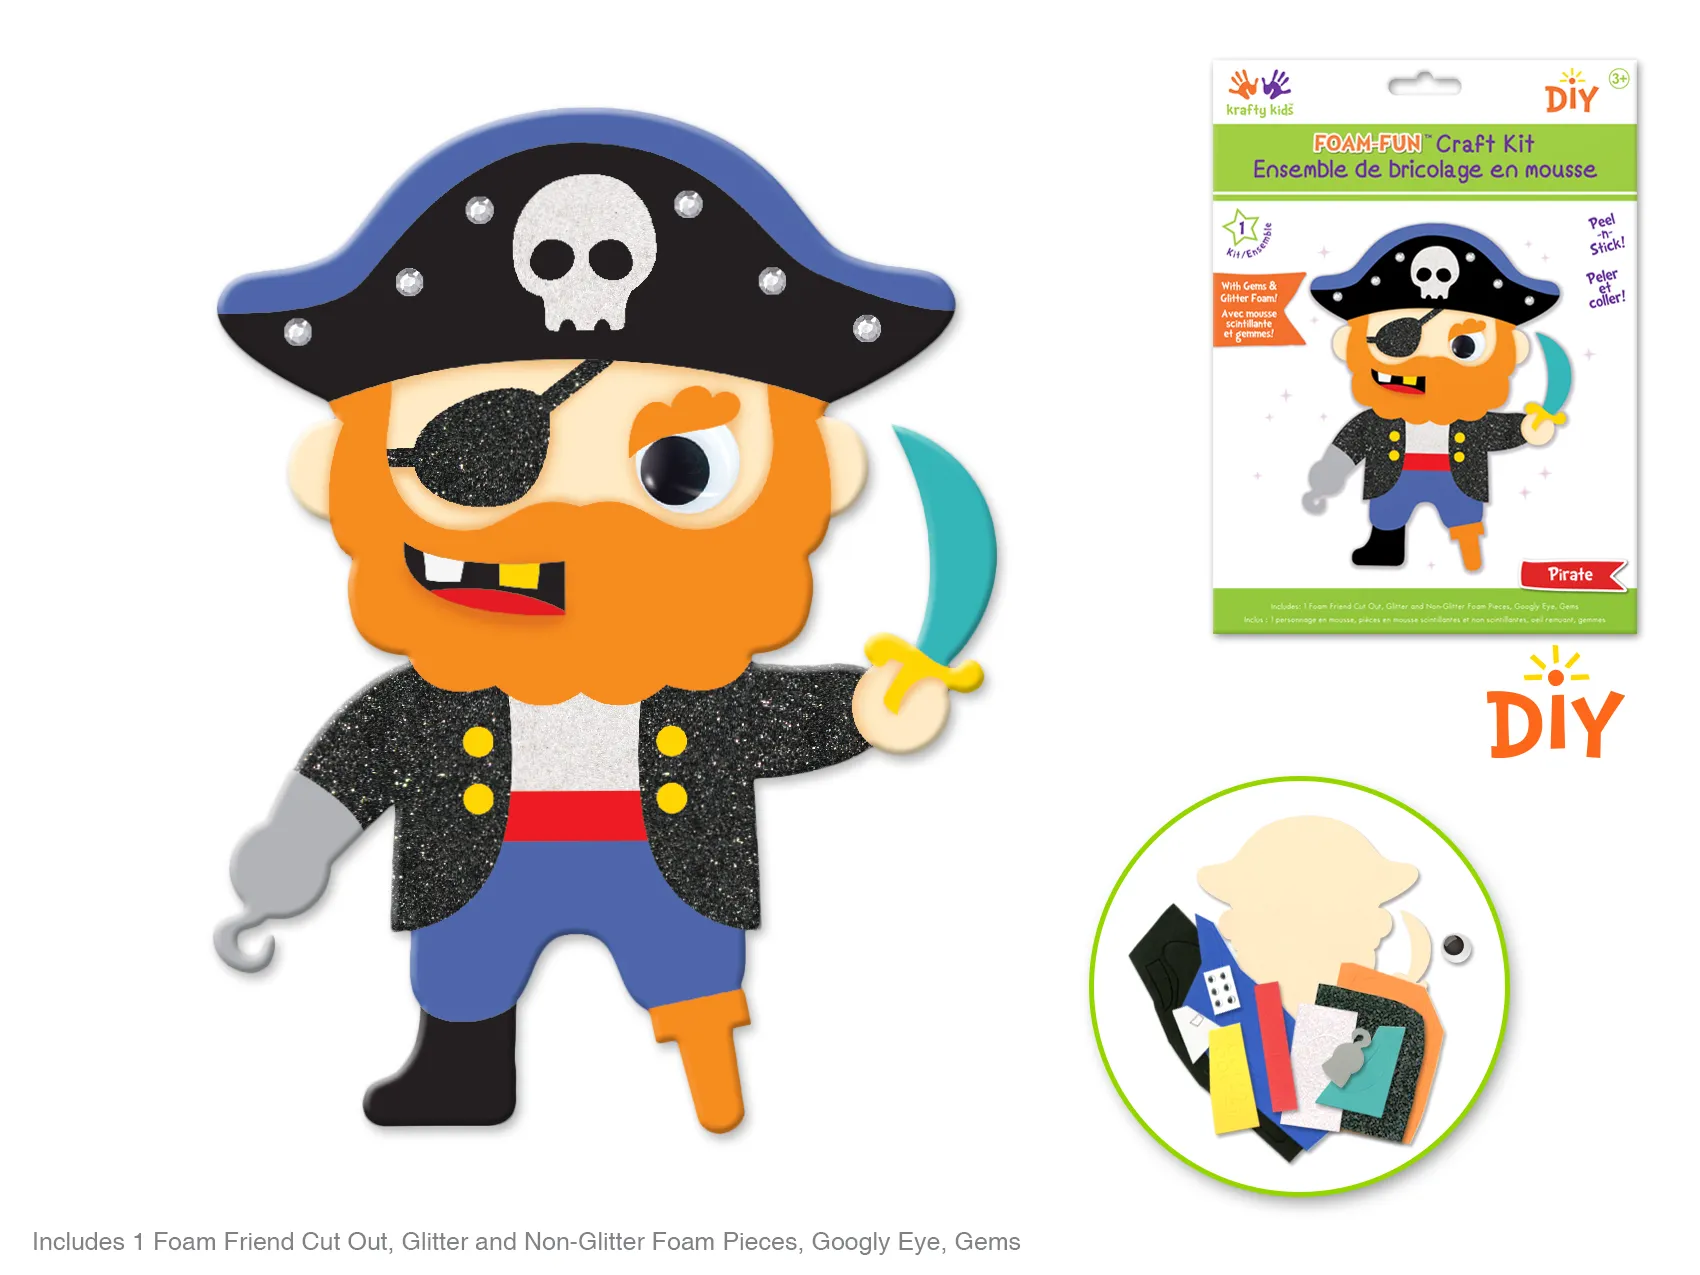 krafty kids™
DIY
3+
FOAM-FUN™ Craft Kit
Ensemble de bricolage en mousse
1
Kit/Ensemble
Peel
-n-
Stick!
Peler
et
coller!
With Gems &
Glitter Foam!
Avec mousse
scintillante
et gemmes!
Pirate
Includes: 1 Foam Friend Cut Out, Glitter and Non-Glitter Foam Pieces, Googly Eye, Gems
Inclus : 1 personnage en mousse, pièces en mousse scintillantes et non scintillantes, oeil remuant, gemmes
DIY
Includes 1 Foam Friend Cut Out, Glitter and Non-Glitter Foam Pieces, Googly Eye, Gems